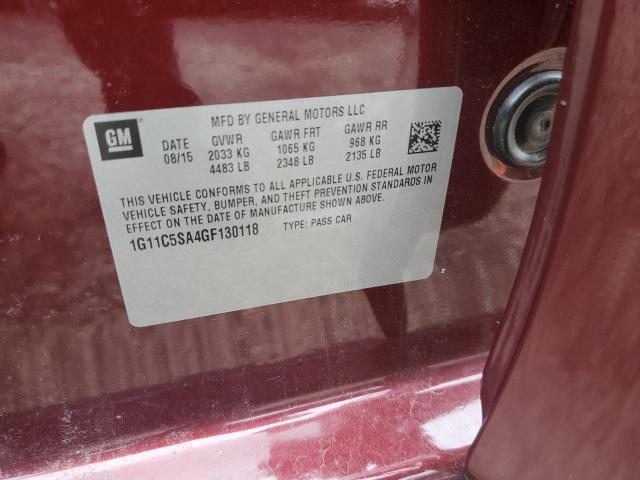 MFD BY GENERAL MOTORS LLC
GM
DATE GVWR GAWR FRT GAWR RR
08/15 2033 KG 1065 KG 968 KG
4483 LB 2348 LB 2135 LB
THIS VEHICLE CONFORMS TO ALL APPLICABLE U.S. FEDERAL MOTOR
VEHICLE SAFETY, BUMPER, AND THEFT PREVENTION STANDARDS IN
EFFECT ON THE DATE OF MANUFACTURE SHOWN ABOVE.
1G11C5SA4GF130118 TYPE: PASS CAR